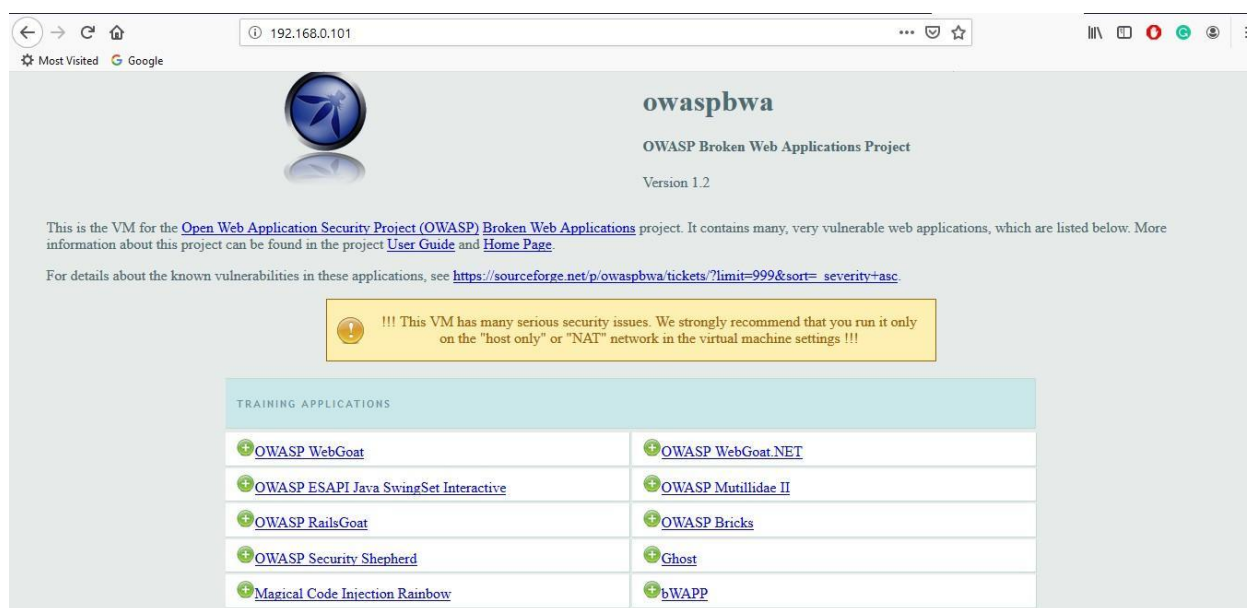 192.168.0.101
Most Visited Google
owaspbwa
OWASP Broken Web Applications Project
Version 1.2
This is the VM for the Open Web Application Security Project (OWASP) Broken Web Applications project. It contains many, very vulnerable web applications, which are listed below. More
information about this project can be found in the project User Guide and Home Page.
For details about the known vulnerabilities in these applications, see https://sourceforge.net/p/owaspbwa/tickets/?limit=999&sort=_severity+asc.
!!! This VM has many serious security issues. We strongly recommend that you run it only
on the "host only" or "NAT" network in the virtual machine settings !!!
TRAINING APPLICATIONS
OWASP WebGoat
OWASP WebGoat.NET
OWASP ESAPI Java SwingSet Interactive
OWASP Mutillidae II
OWASP RailsGoat
OWASP Bricks
OWASP Security Shepherd
Ghost
Magical Code Injection Rainbow
bWAPP